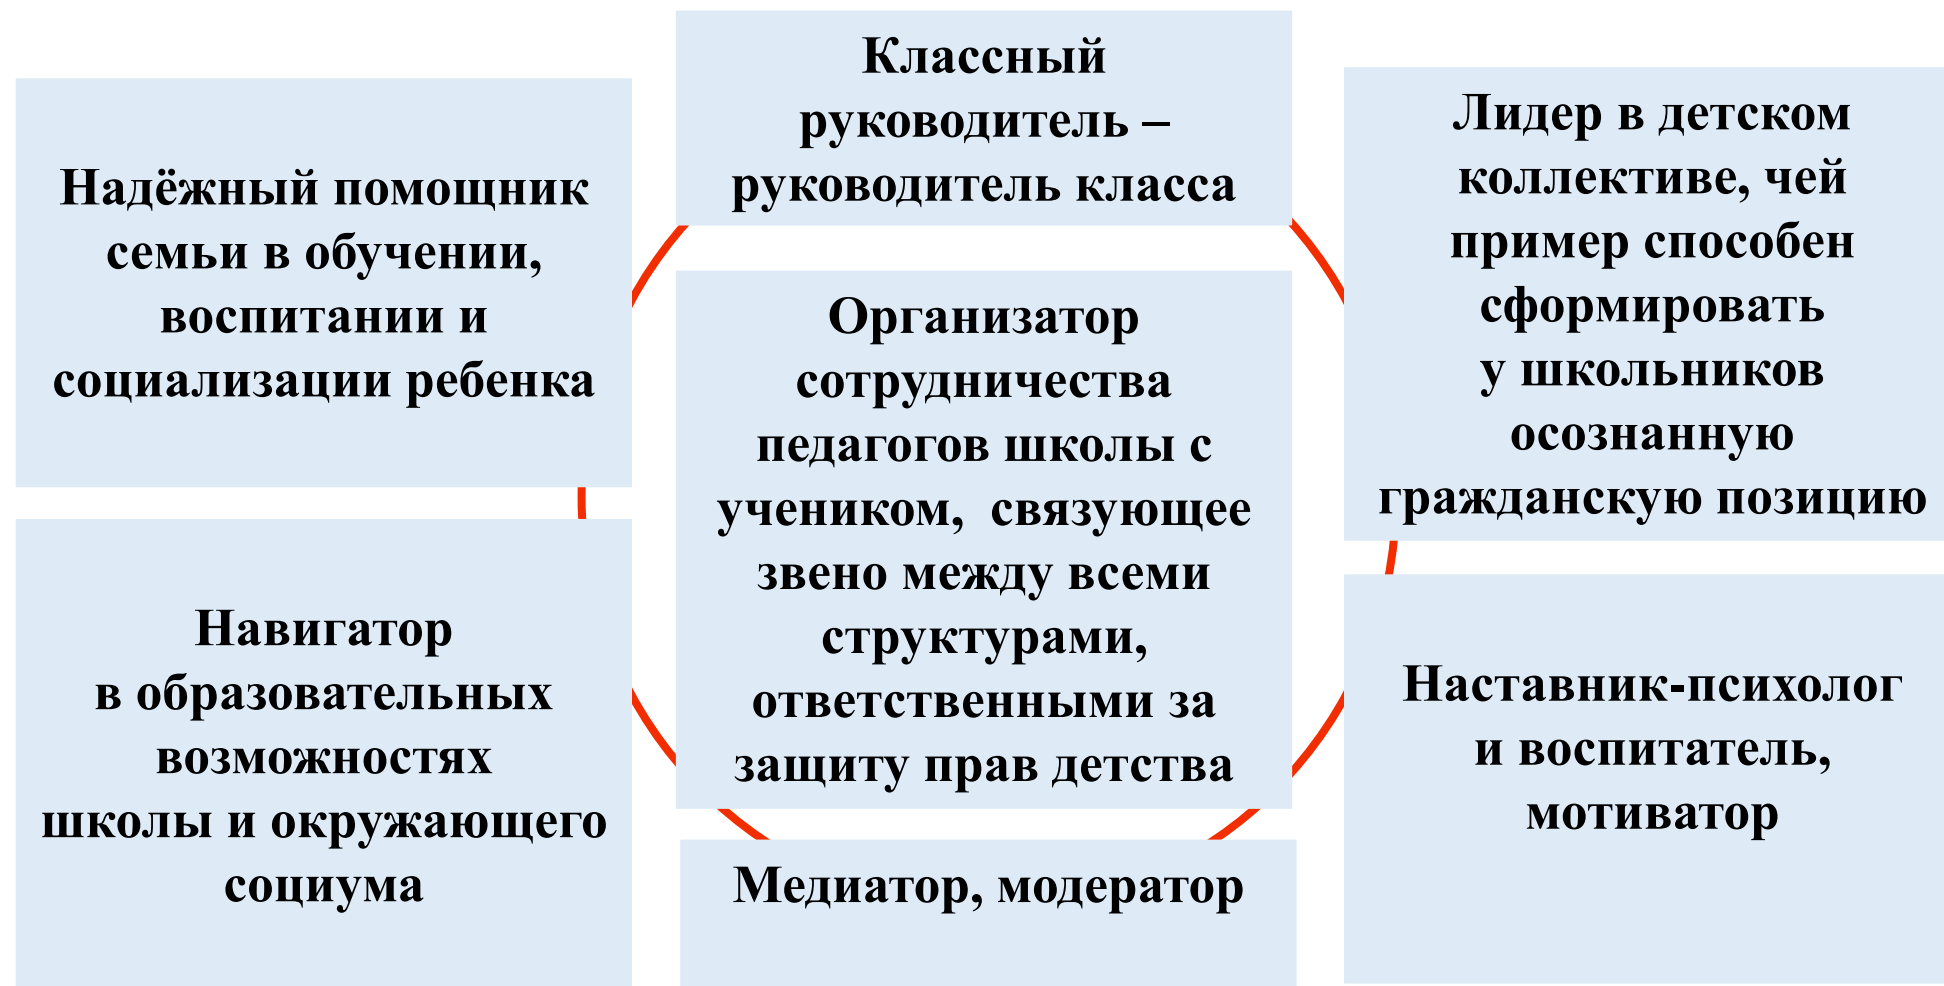 Классный
руководитель –
руководитель класса
Надёжный помощник
семьи в обучении,
воспитании и
социализации ребенка
Лидер в детском
коллективе, чей
пример способен
сформировать
у школьников
осознанную
гражданскую позицию
Организатор
сотрудничества
педагогов школы с
учеником,  связующее
звено между всеми
структурами,
ответственными за
защиту прав детства
Навигатор
в образовательных
возможностях
школы и окружающего
социума
Наставник-психолог
и воспитатель,
мотиватор
Медиатор, модератор